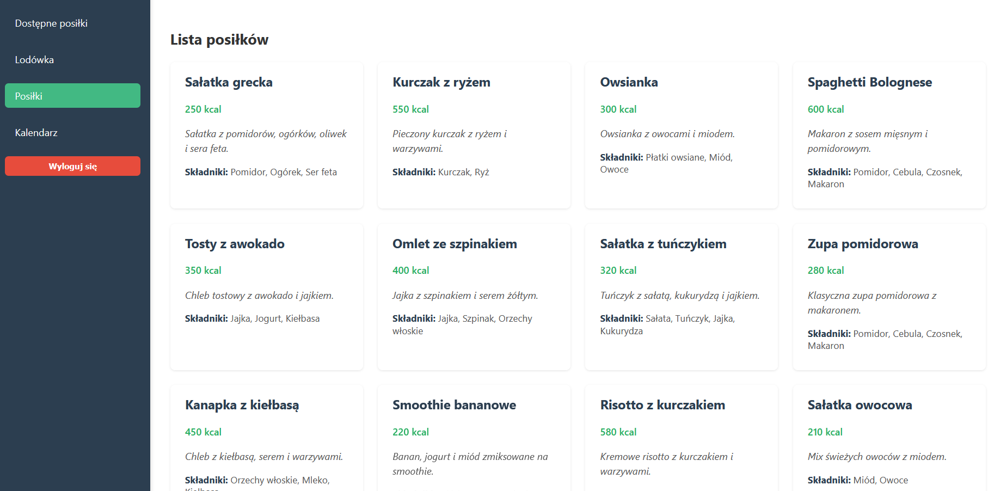 Dostępne posiłki
Lodówka
Posiłki
Kalendarz
Wyloguj się
Lista posiłków
Sałatka grecka
250 kcal
Sałatka z pomidorów, ogórków, oliwek
i sera feta.
Składniki: Pomidor, Ogórek, Ser feta
Kurczak z ryżem
550 kcal
Pieczony kurczak z ryżem i
warzywami.
Składniki: Kurczak, Ryż
Owsianka
300 kcal
Owsianka z owocami i miodem.
Składniki: Płatki owsiane, Miód,
Owoce
Spaghetti Bolognese
600 kcal
Makaron z sosem mięsnym i
pomidorowym.
Składniki: Pomidor, Cebula, Czosnek,
Makaron
Tosty z awokado
350 kcal
Chleb tostowy z awokado i jajkiem.
Składniki: Jajka, Jogurt, Kiełbasa
Omlet ze szpinakiem
400 kcal
Jajka z szpinakiem i serem żółtym.
Składniki: Jajka, Szpinak, Orzechy
włoskie
Sałatka z tuńczykiem
320 kcal
Tuńczyk z sałatą, kukurydzą i jajkiem.
Składniki: Sałata, Tuńczyk, Jajka,
Kukurydza
Zupa pomidorowa
280 kcal
Klasyczna zupa pomidorowa z
makaronem.
Składniki: Pomidor, Cebula, Czosnek,
Makaron
Kanapka z kiełbasą
450 kcal
Chleb z kiełbasą, serem i warzywami.
Składniki: Orzechy włoskie, Mleko,
Smoothie bananowe
220 kcal
Banan, jogurt i miód zmiksowane na
smoothie.
Risotto z kurczakiem
580 kcal
Kremowe risotto z kurczakiem i
warzywami.
Sałatka owocowa
210 kcal
Mix świeżych owoców z miodem.
Składniki: Miód, Owoce